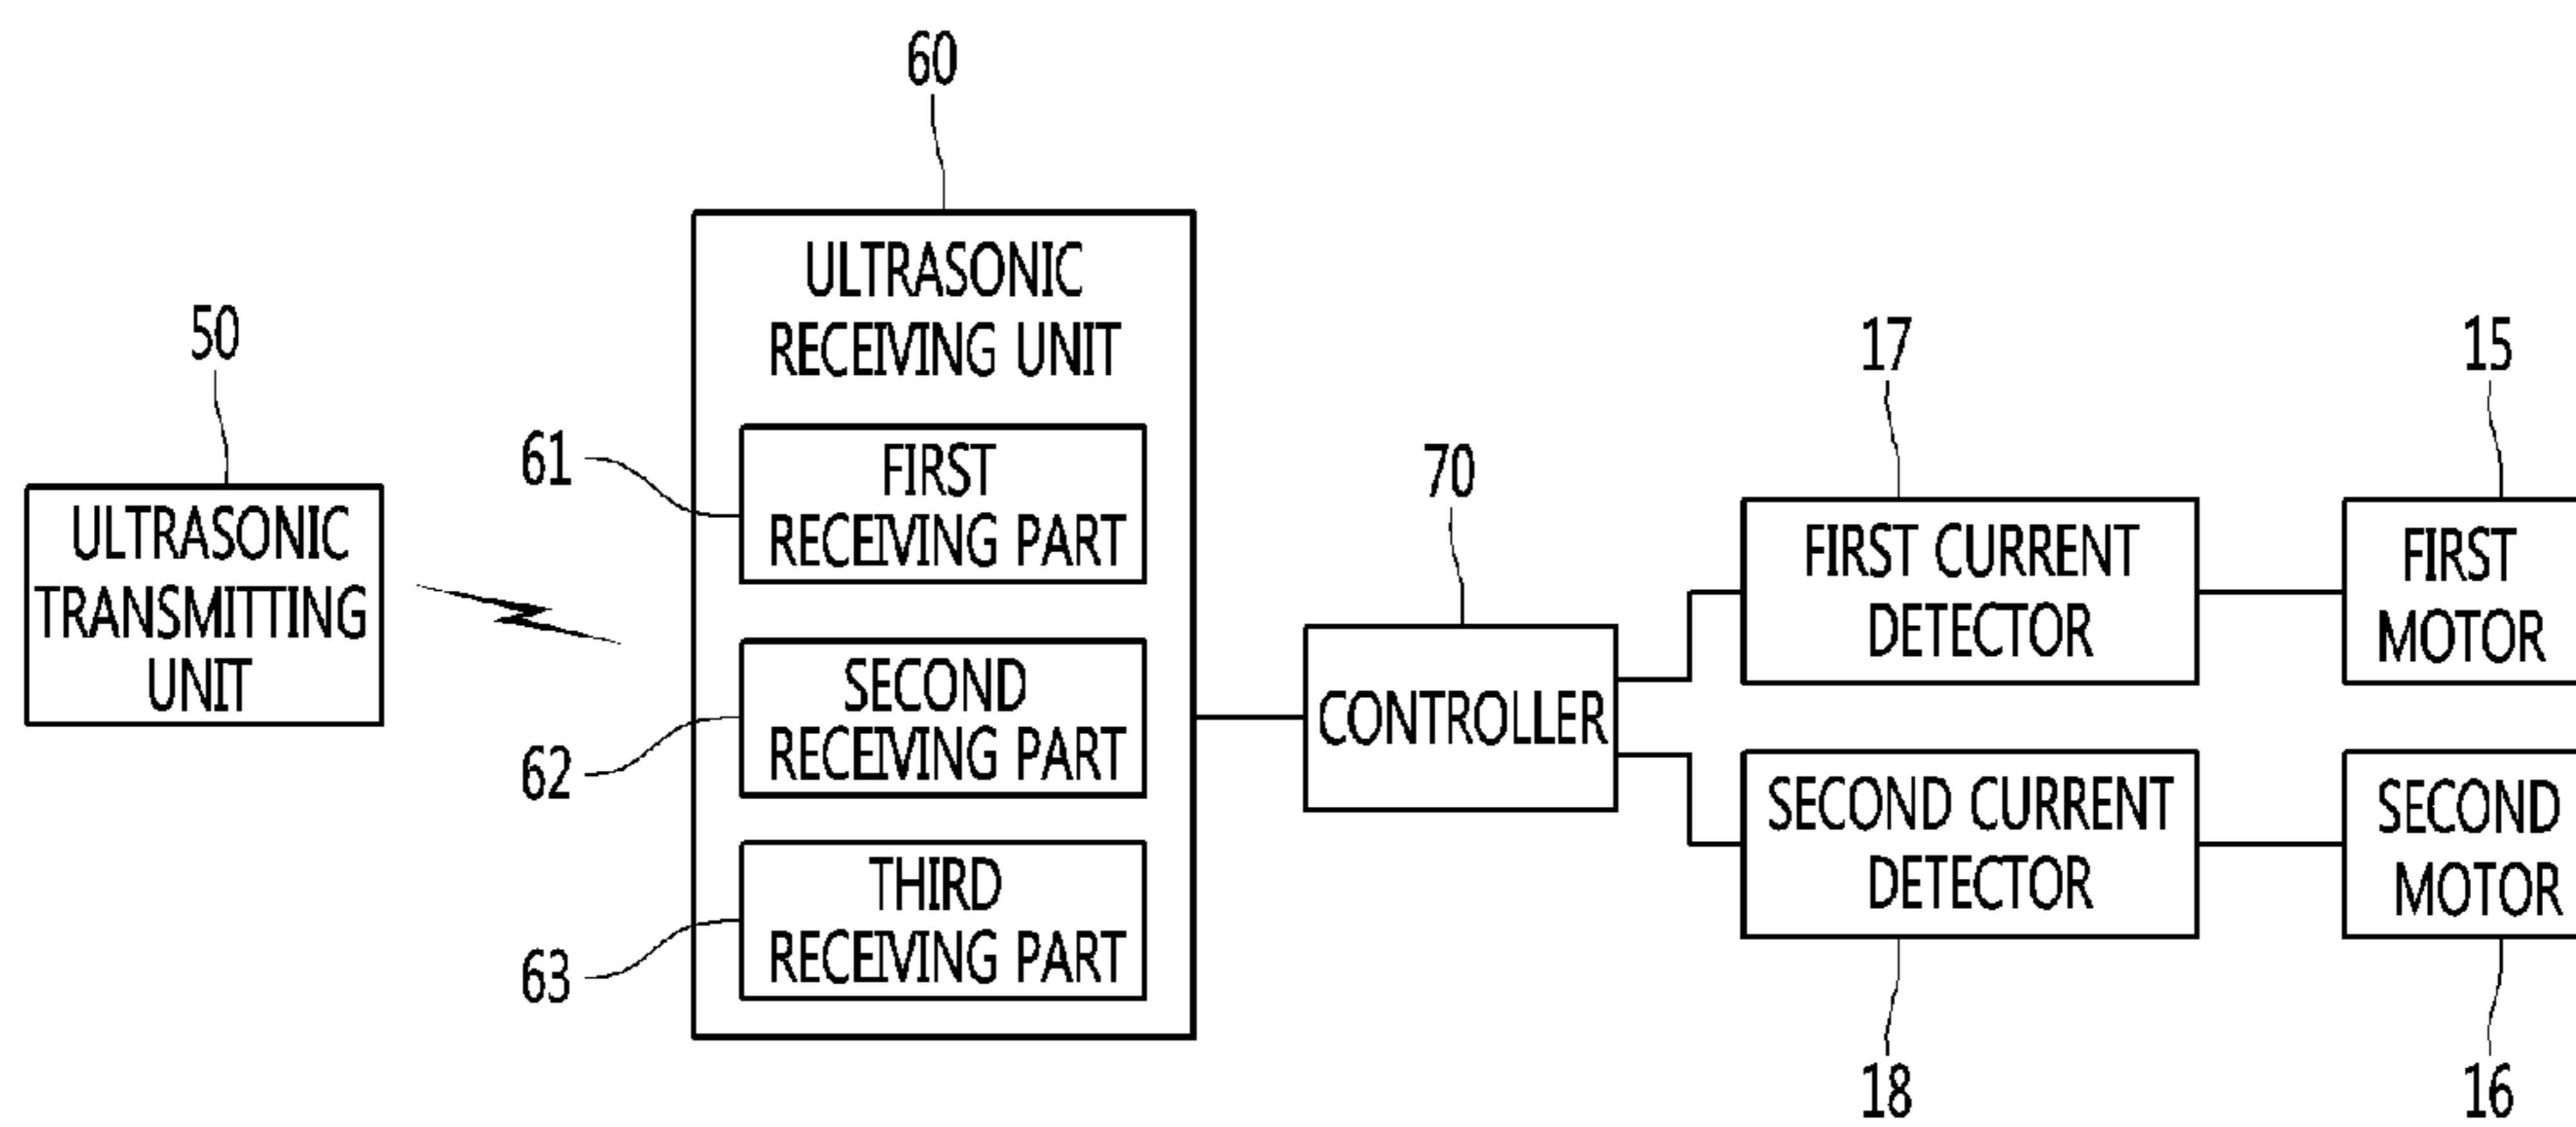 60
ULTRASONIC
RECEIVING UNIT
50
ULTRASONIC
TRANSMITTING
UNIT
61
FIRST
RECEIVING PART
62
SECOND
RECEIVING PART
63
THIRD
RECEIVING PART
70
CONTROLLER
17
FIRST CURRENT
DETECTOR
15
FIRST
MOTOR
SECOND CURRENT
DETECTOR
18
SECOND
MOTOR
16